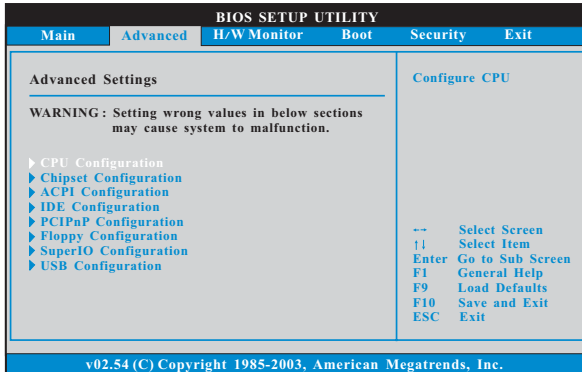 BIOS SETUP UTILITY
Main Advanced H/W Monitor Boot Security Exit
Advanced Settings
WARNING : Setting wrong values in below sections
may cause system to malfunction.
CPU Configuration
Chipset Configuration
ACPI Configuration
IDE Configuration
PCIPnP Configuration
Floppy Configuration
SuperIO Configuration
USB Configuration
Configure CPU
←→ Select Screen
↑↓ Select Item
Enter Go to Sub Screen
F1 General Help
F9 Load Defaults
F10 Save and Exit
ESC Exit
v02.54 (C) Copyright 1985-2003, American Megatrends, Inc.